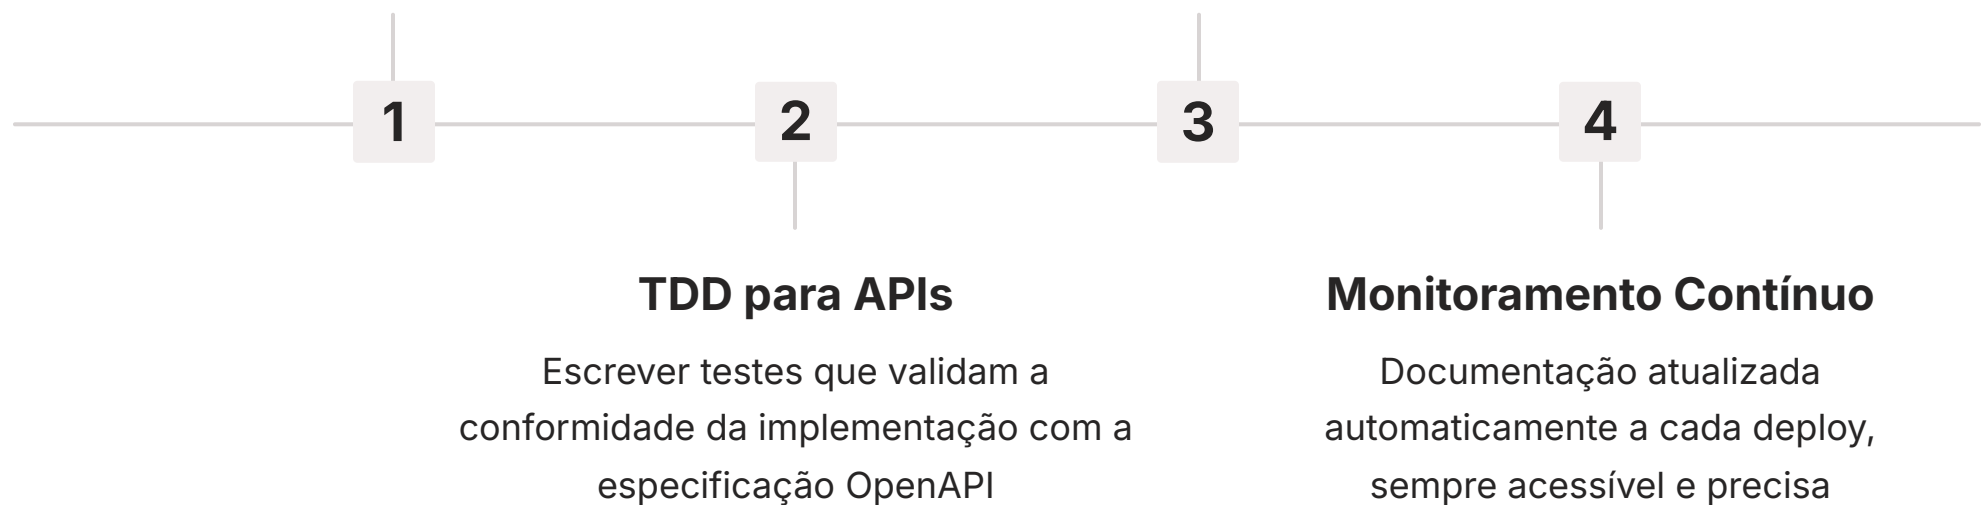 1
2
3
4
TDD para APIs
Escrever testes que validam a
conformidade da implementação com a
especificação OpenAPI
Monitoramento Contínuo
Documentação atualizada
automaticamente a cada deploy,
sempre acessível e precisa